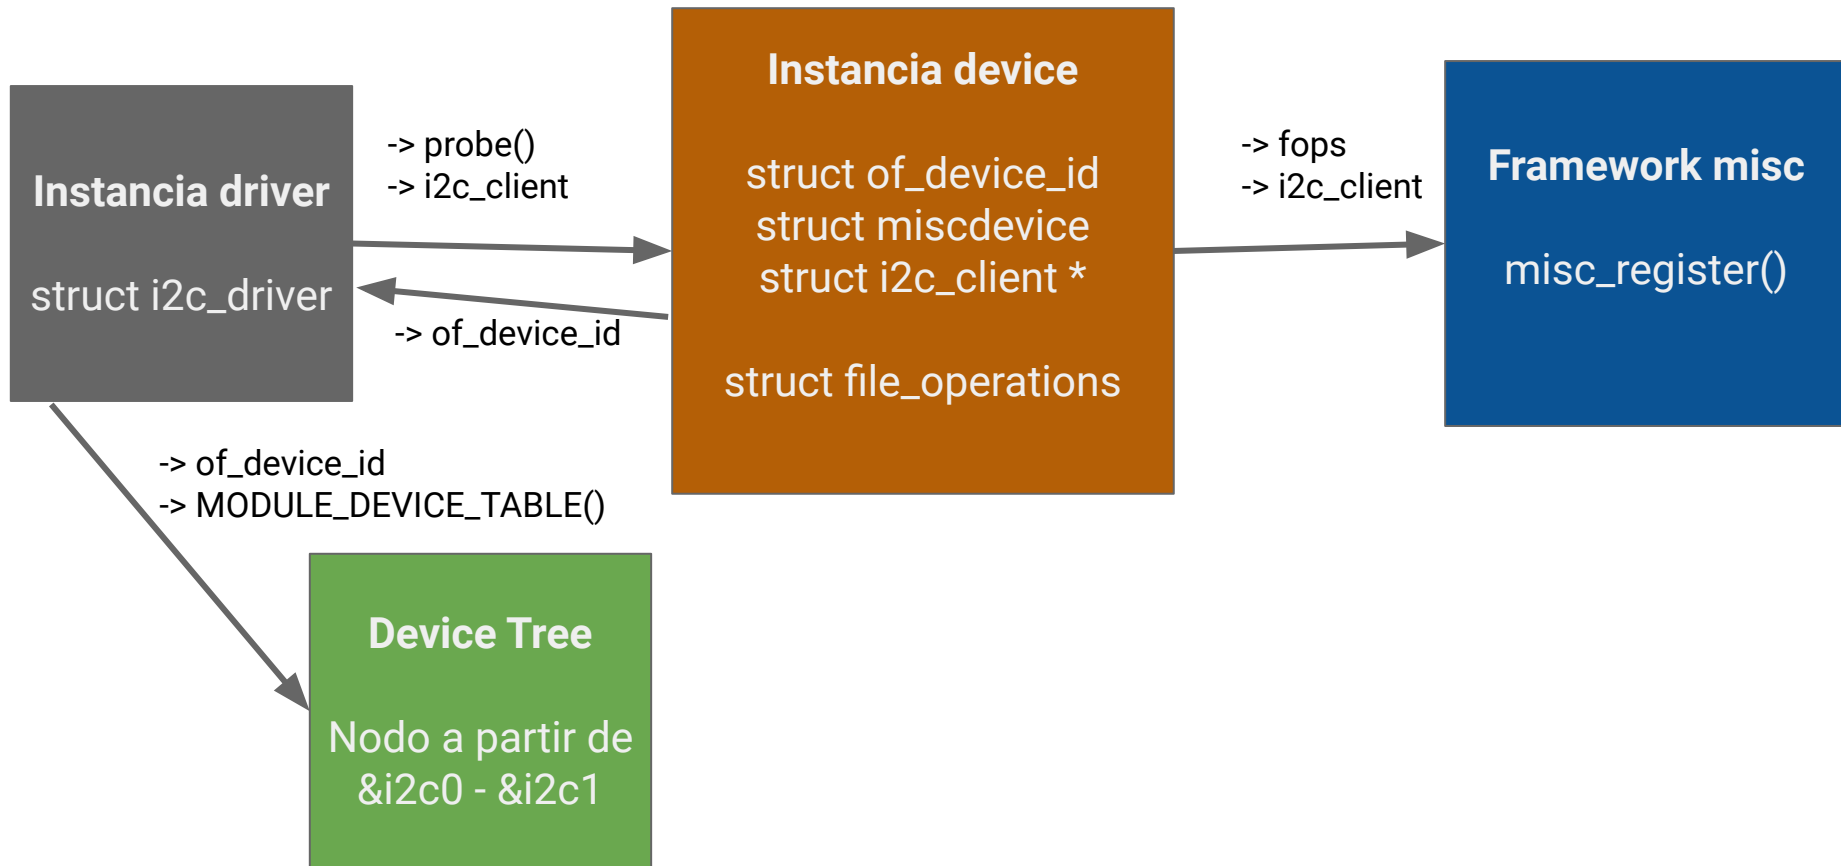 Instancia driver
struct i2c_driver
-> probe()
-> i2c_client
-> of_device_id
Instancia device
struct of_device_id
struct miscdevice
struct i2c_client *
struct file_operations
-> fops
-> i2c_client
Framework misc
misc_register()
-> of_device_id
-> MODULE_DEVICE_TABLE()
Device Tree
Nodo a partir de
&i2c0 - &i2c1